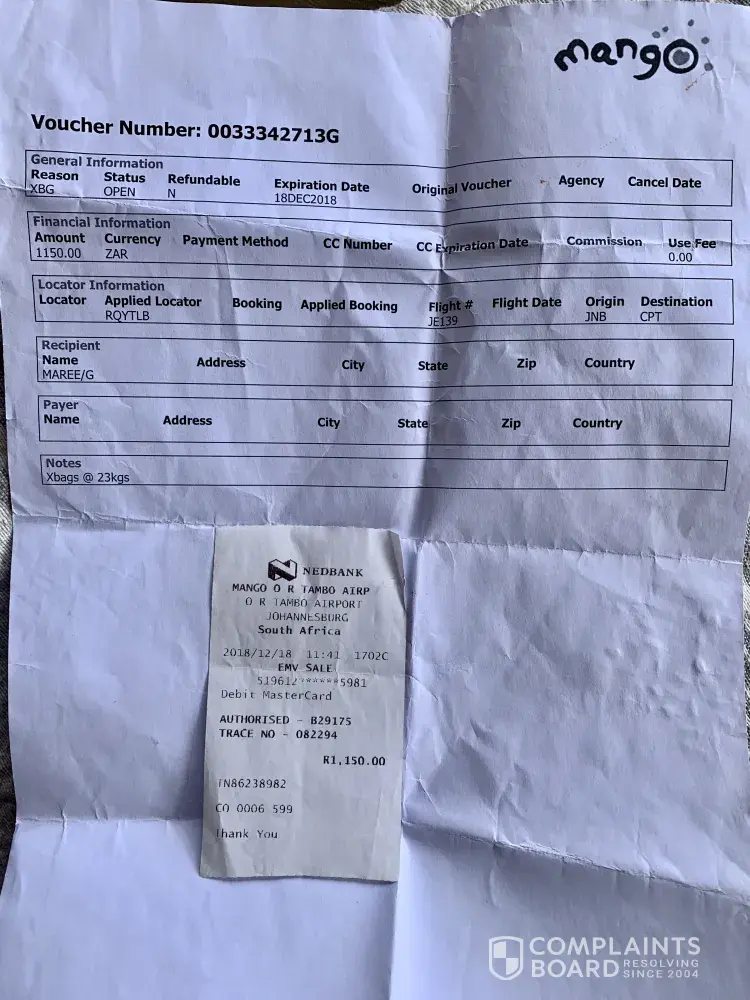 mango
Voucher Number: 0033342713G
General Information
Reason Status Refundable Expiration Date Original Voucher Agency Cancel Date
XBG OPEN N 18DEC2018
Financial Information
Amount Currency Payment Method CC Number CC Expiration Date Commission Use Fee
1150.00 ZAR 0.00
Locator Information
Locator Applied Locator Booking Applied Booking Flight # Flight Date Origin Destination
RQYTLB JE139 JNB CPT
Recipient
Name Address City State Zip Country
MAREE/G
Payer
Name Address City State Zip Country
Notes
Xbags @ 23kgs
NEDBANK
MANGO O R TAMBO AIRP
O R TAMBO AIRPORT
JOHANNESBURG
South Africa
2018/12/18 11:41 1702C
EMV SALE
519612******5981
Debit MasterCard
AUTHORISED - B29175
TRACE NO - 082294
R1,150.00
TN86238982
CO 0006 599
Thank You
COMPLAINTS
BOARD RESOLVING
SINCE 2004